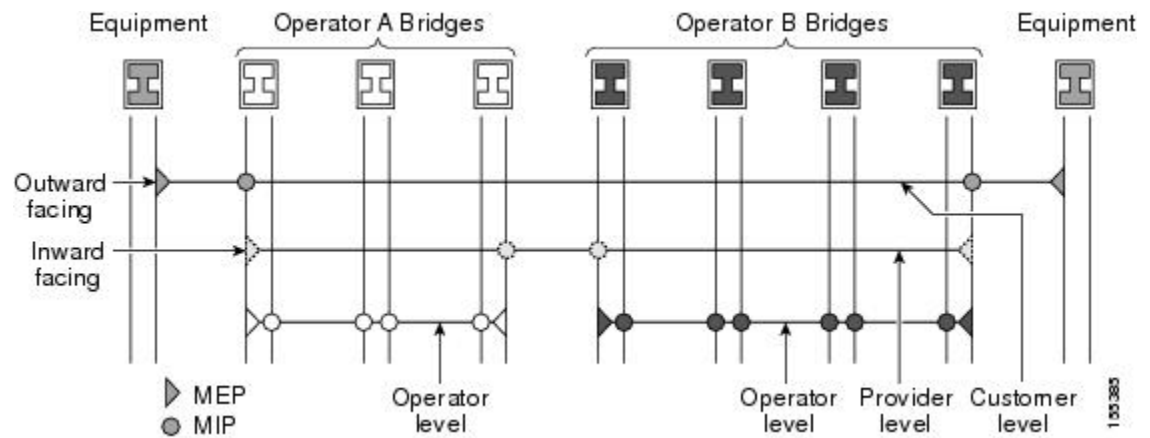 Equipment
Operator A Bridges
Operator B Bridges
Equipment
Outward
facing
Inward
facing
MEP
MIP
Operator
level
Operator
level
Provider
level
Customer
level
155385